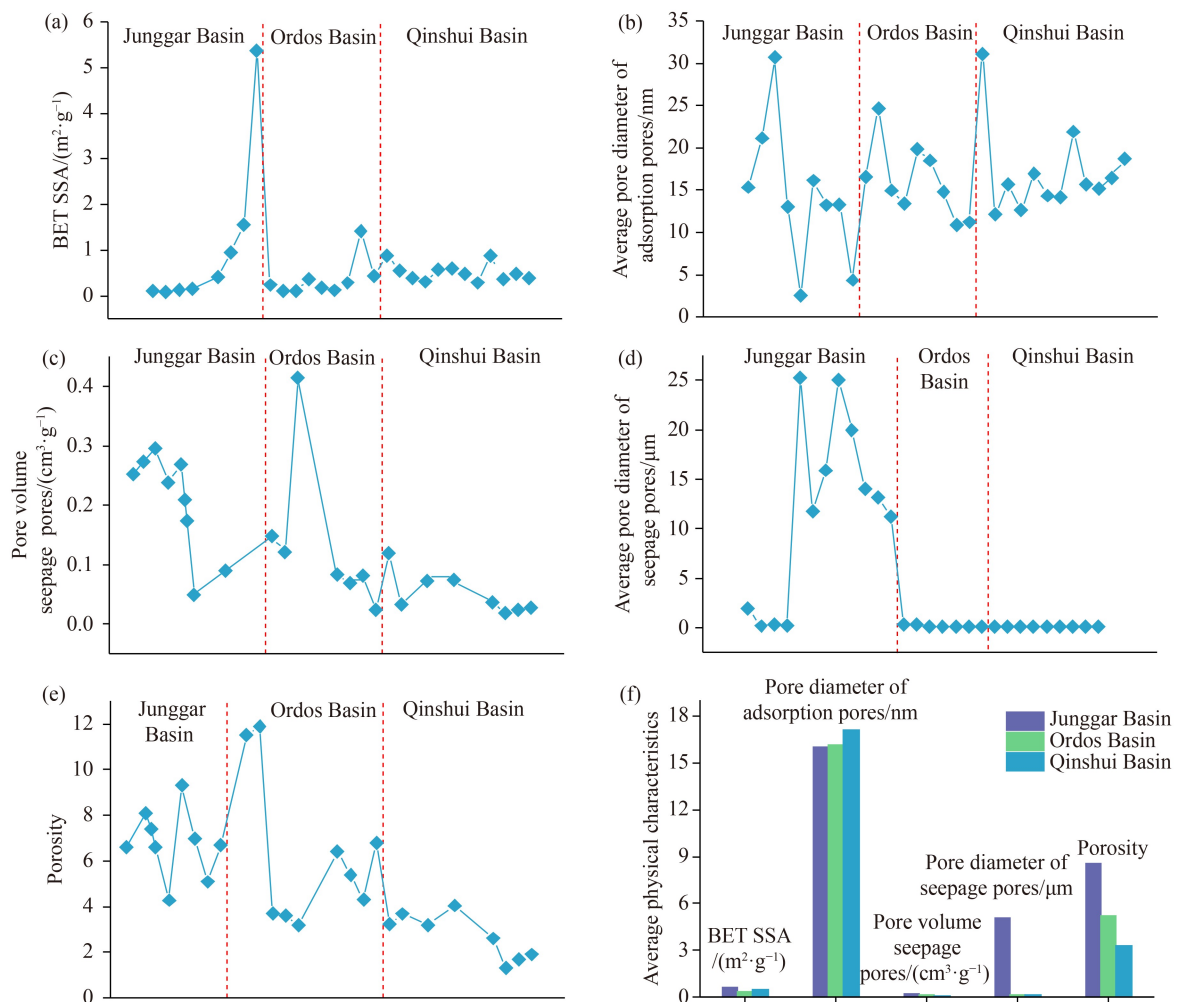 (a)
Junggar Basin
Ordos Basin
Qinshui Basin
BET SSA/(m²·g⁻¹)
6
5
4
3
2
1
0
(b)
Junggar Basin
Ordos Basin
Qinshui Basin
Average pore diameter of
adsorption pores/nm
35
30
25
20
15
10
5
0
(c)
Junggar Basin
Ordos Basin
Qinshui Basin
Pore volume
seepage pores/(cm³·g⁻¹)
0.4
0.3
0.2
0.1
0.0
(d)
Junggar Basin
Ordos
Basin
Qinshui Basin
Average pore diameter of
seepage pores/μm
25
20
15
10
5
0
(e)
Junggar
Basin
Ordos Basin
Qinshui Basin
Porosity
12
10
8
6
4
2
0
(f)
Pore diameter of
adsorption pores/nm
Average physical characteristics
18
15
12
9
6
3
0
Junggar Basin
Ordos Basin
Qinshui Basin
BET SSA
/(m²·g⁻¹)
Pore volume
seepage
pores/(cm³·g⁻¹)
Pore diameter of
seepage pores/μm
Porosity